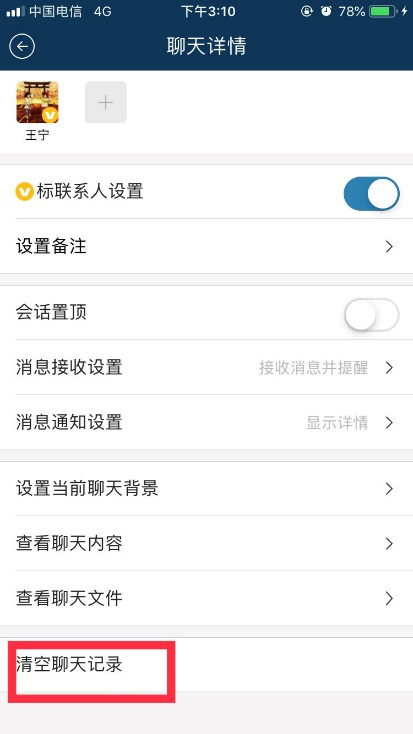 中国电信 4G 下午3:10 78%
聊天详情
王宁
标联系人设置
设置备注
会话置顶
消息接收设置 接收消息并提醒
消息通知设置 显示详情
设置当前聊天背景
查看聊天内容
查看聊天文件
清空聊天记录